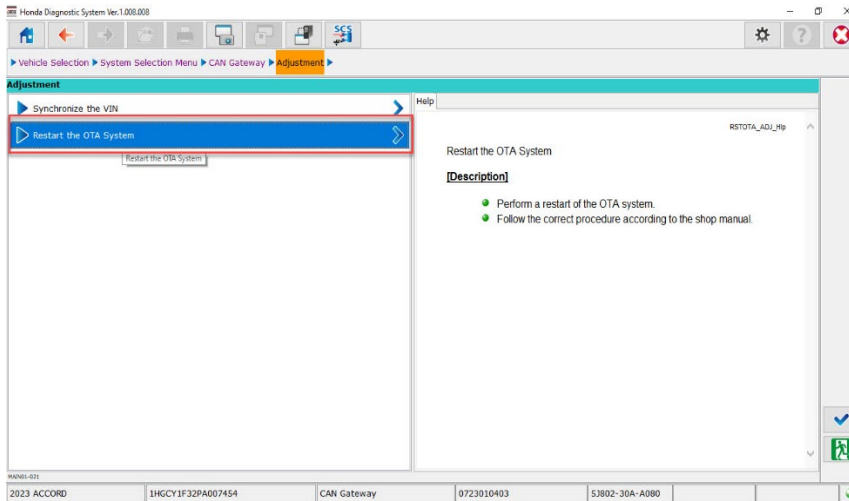 Honda Diagnostic System Ver.1.008.008
SCS
Vehicle Selection System Selection Menu CAN Gateway Adjustment
Adjustment
Synchronize the VIN
Restart the OTA System
Restart the OTA System
Help
RSTOTA_ADJ_Hlp
Restart the OTA System
[Description]
Perform a restart of the OTA system.
Follow the correct procedure according to the shop manual.
MAIN01-021
2023 ACCORD 1HGCY1F32PA007454 CAN Gateway 0723010403 5J802-30A-A080